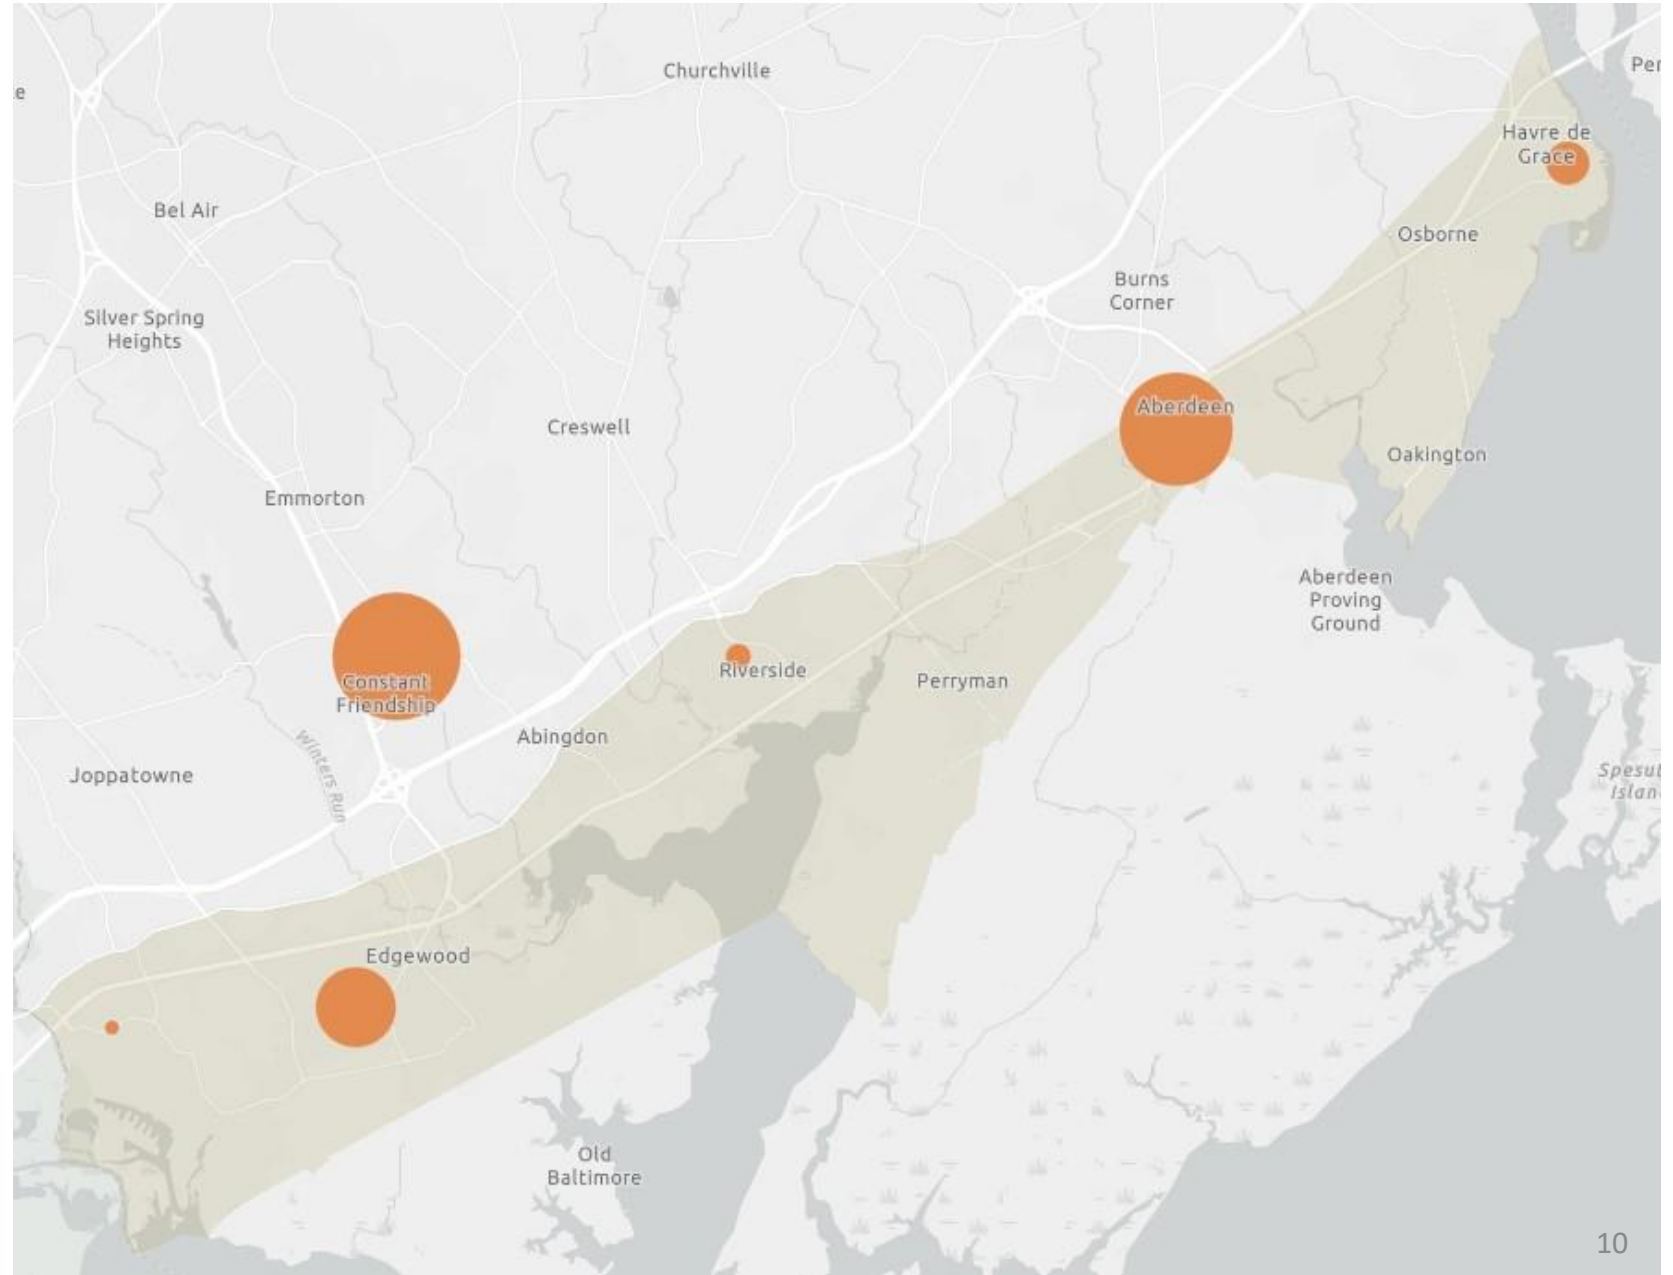 Churchville
Havre de
Grace
Bel Air
Osborne
Burns
Corner
Silver Spring
Heights
Aberdeen
Creswell
Oakington
Emmorton
Aberdeen
Proving
Ground
Riverside
Perryman
Constant
Friendship
Abingdon
Winters Run
Joppatowne
Edgewood
Old
Baltimore
10